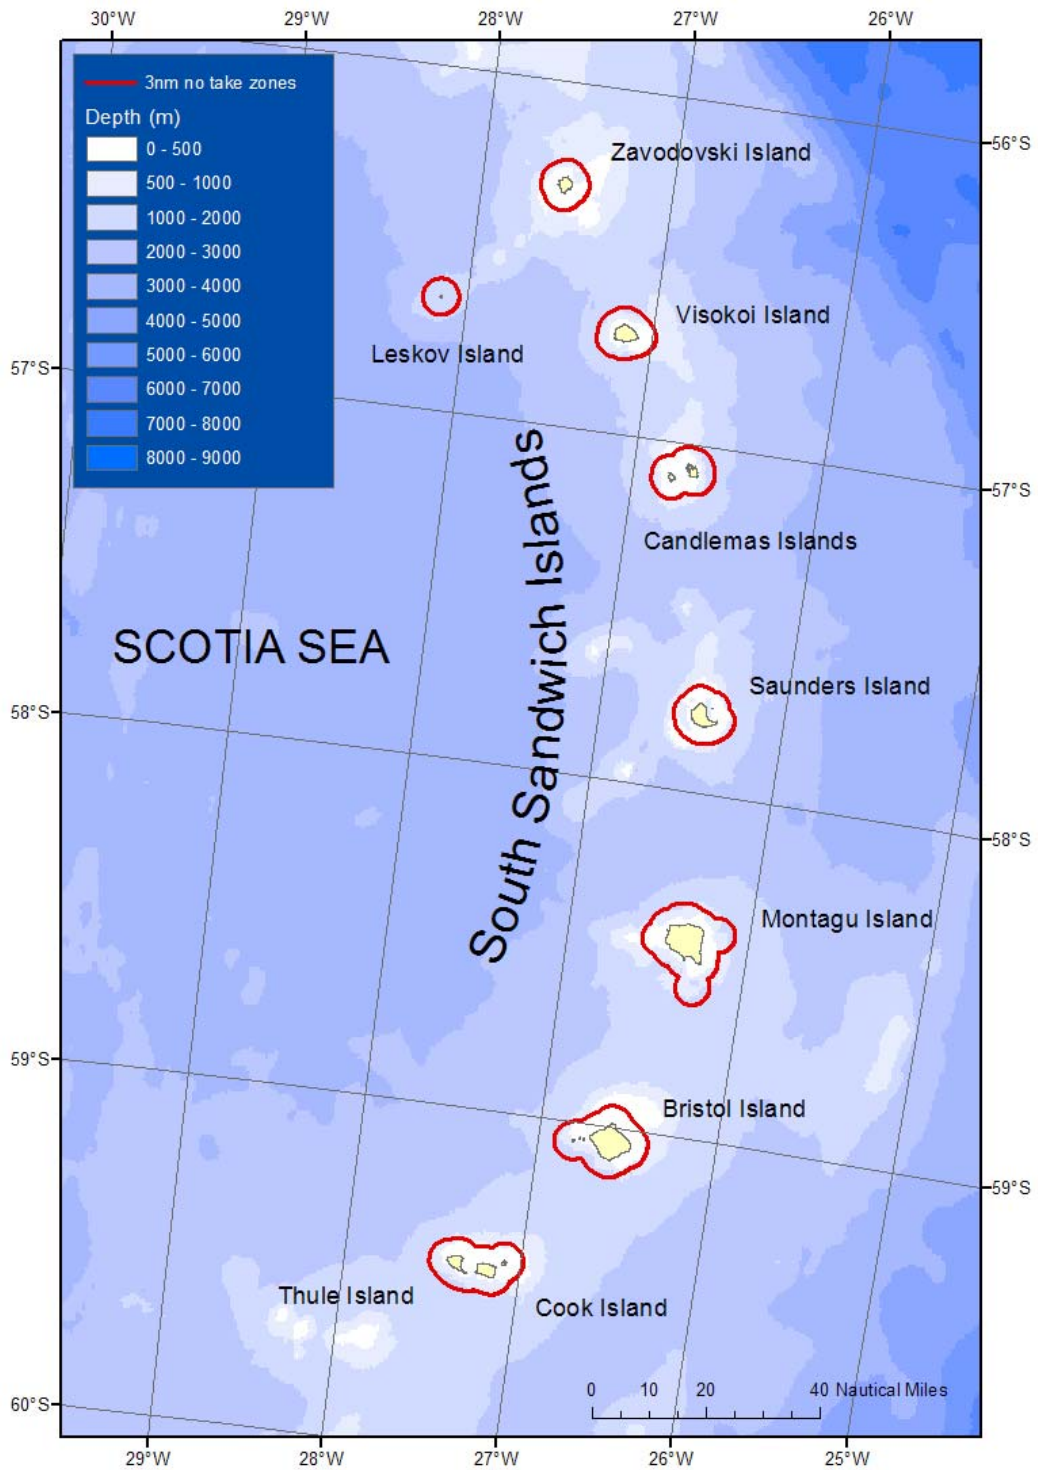 30°W 29°W 28°W 27°W 26°W
3nm no take zones
Depth (m)
0 - 500
500 - 1000
1000 - 2000
2000 - 3000
3000 - 4000
4000 - 5000
5000 - 6000
6000 - 7000
7000 - 8000
8000 - 9000
56°S
Zavodovski Island
Visokoi Island
Leskov Island
57°S
57°S
Candlemas Islands
South Sandwich Islands
SCOTIA SEA
Saunders Island
58°S
58°S
Montagu Island
59°S
Bristol Island
59°S
Thule Island
Cook Island
0 10 20 40 Nautical Miles
60°S
29°W 28°W 27°W 26°W 25°W